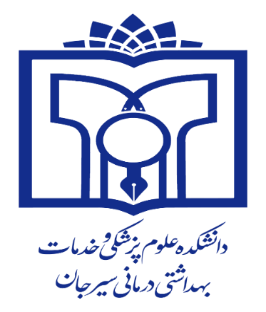 دانشکده علوم پزشکی و خدمات
بهداشتی درمانی سیرجان